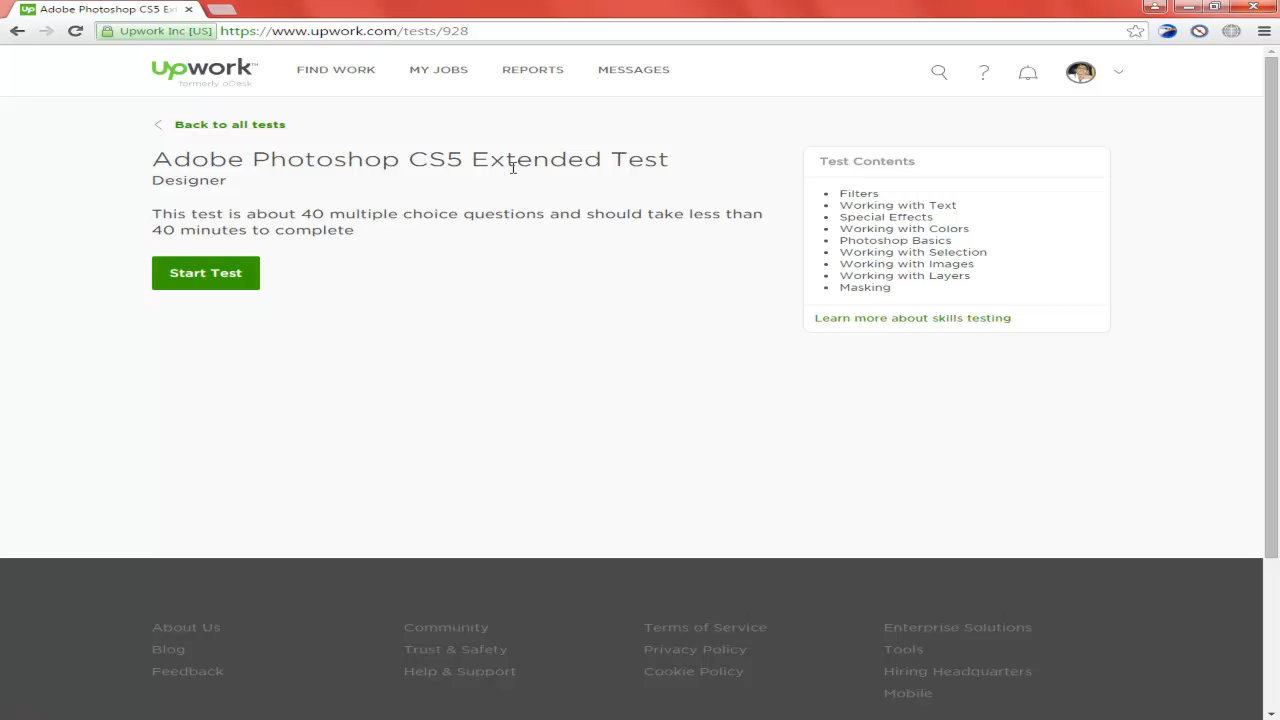 Adobe Photoshop CS5 Ext
Upwork Inc [US] https://www.upwork.com/tests/928
Upwork™ FIND WORK MY JOBS REPORTS MESSAGES
formerly oDesk
Back to all tests
Adobe Photoshop CS5 Extended Test
Designer
This test is about 40 multiple choice questions and should take less than
40 minutes to complete
Start Test
Test Contents
Filters
Working with Text
Special Effects
Working with Colors
Photoshop Basics
Working with Selection
Working with Images
Working with Layers
Masking
Learn more about skills testing
About Us Community Terms of Service Enterprise Solutions
Blog Trust & Safety Privacy Policy Tools
Feedback Help & Support Cookie Policy Hiring Headquarters
Mobile